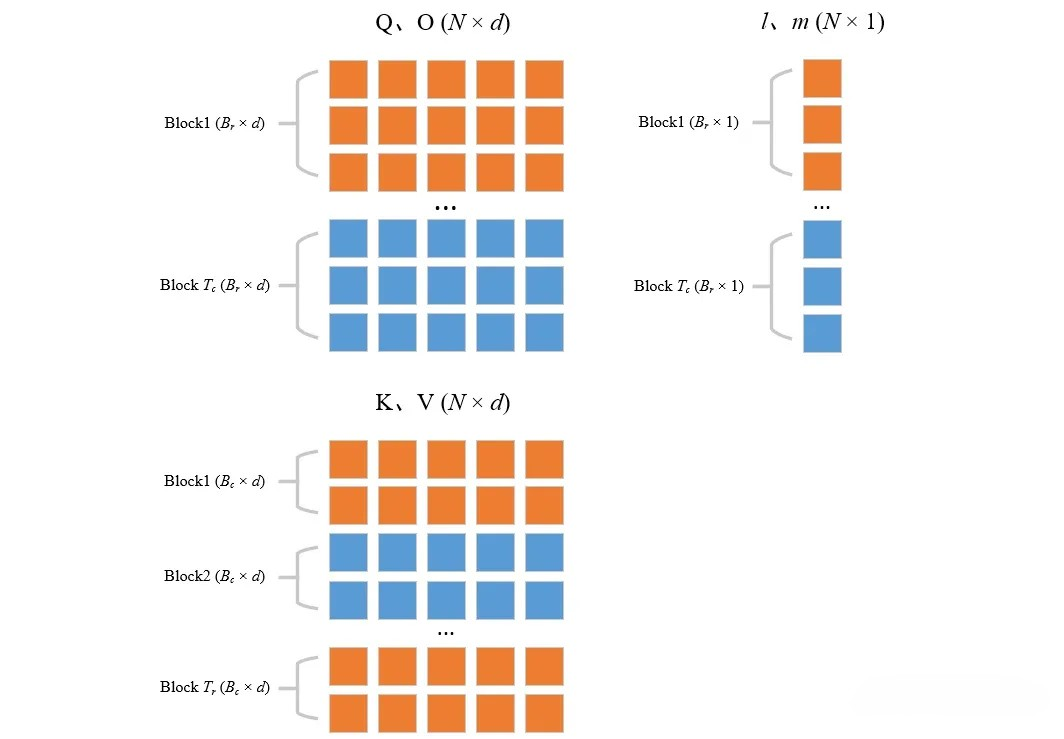 Q、O (N × d)
Block1 (Br × d)
...
Block Tc (Br × d)
l、m (N × 1)
Block1 (Br × 1)
...
Block Tc (Br × 1)
K、V (N × d)
Block1 (Bc × d)
Block2 (Bc × d)
...
Block Tr (Bc × d)